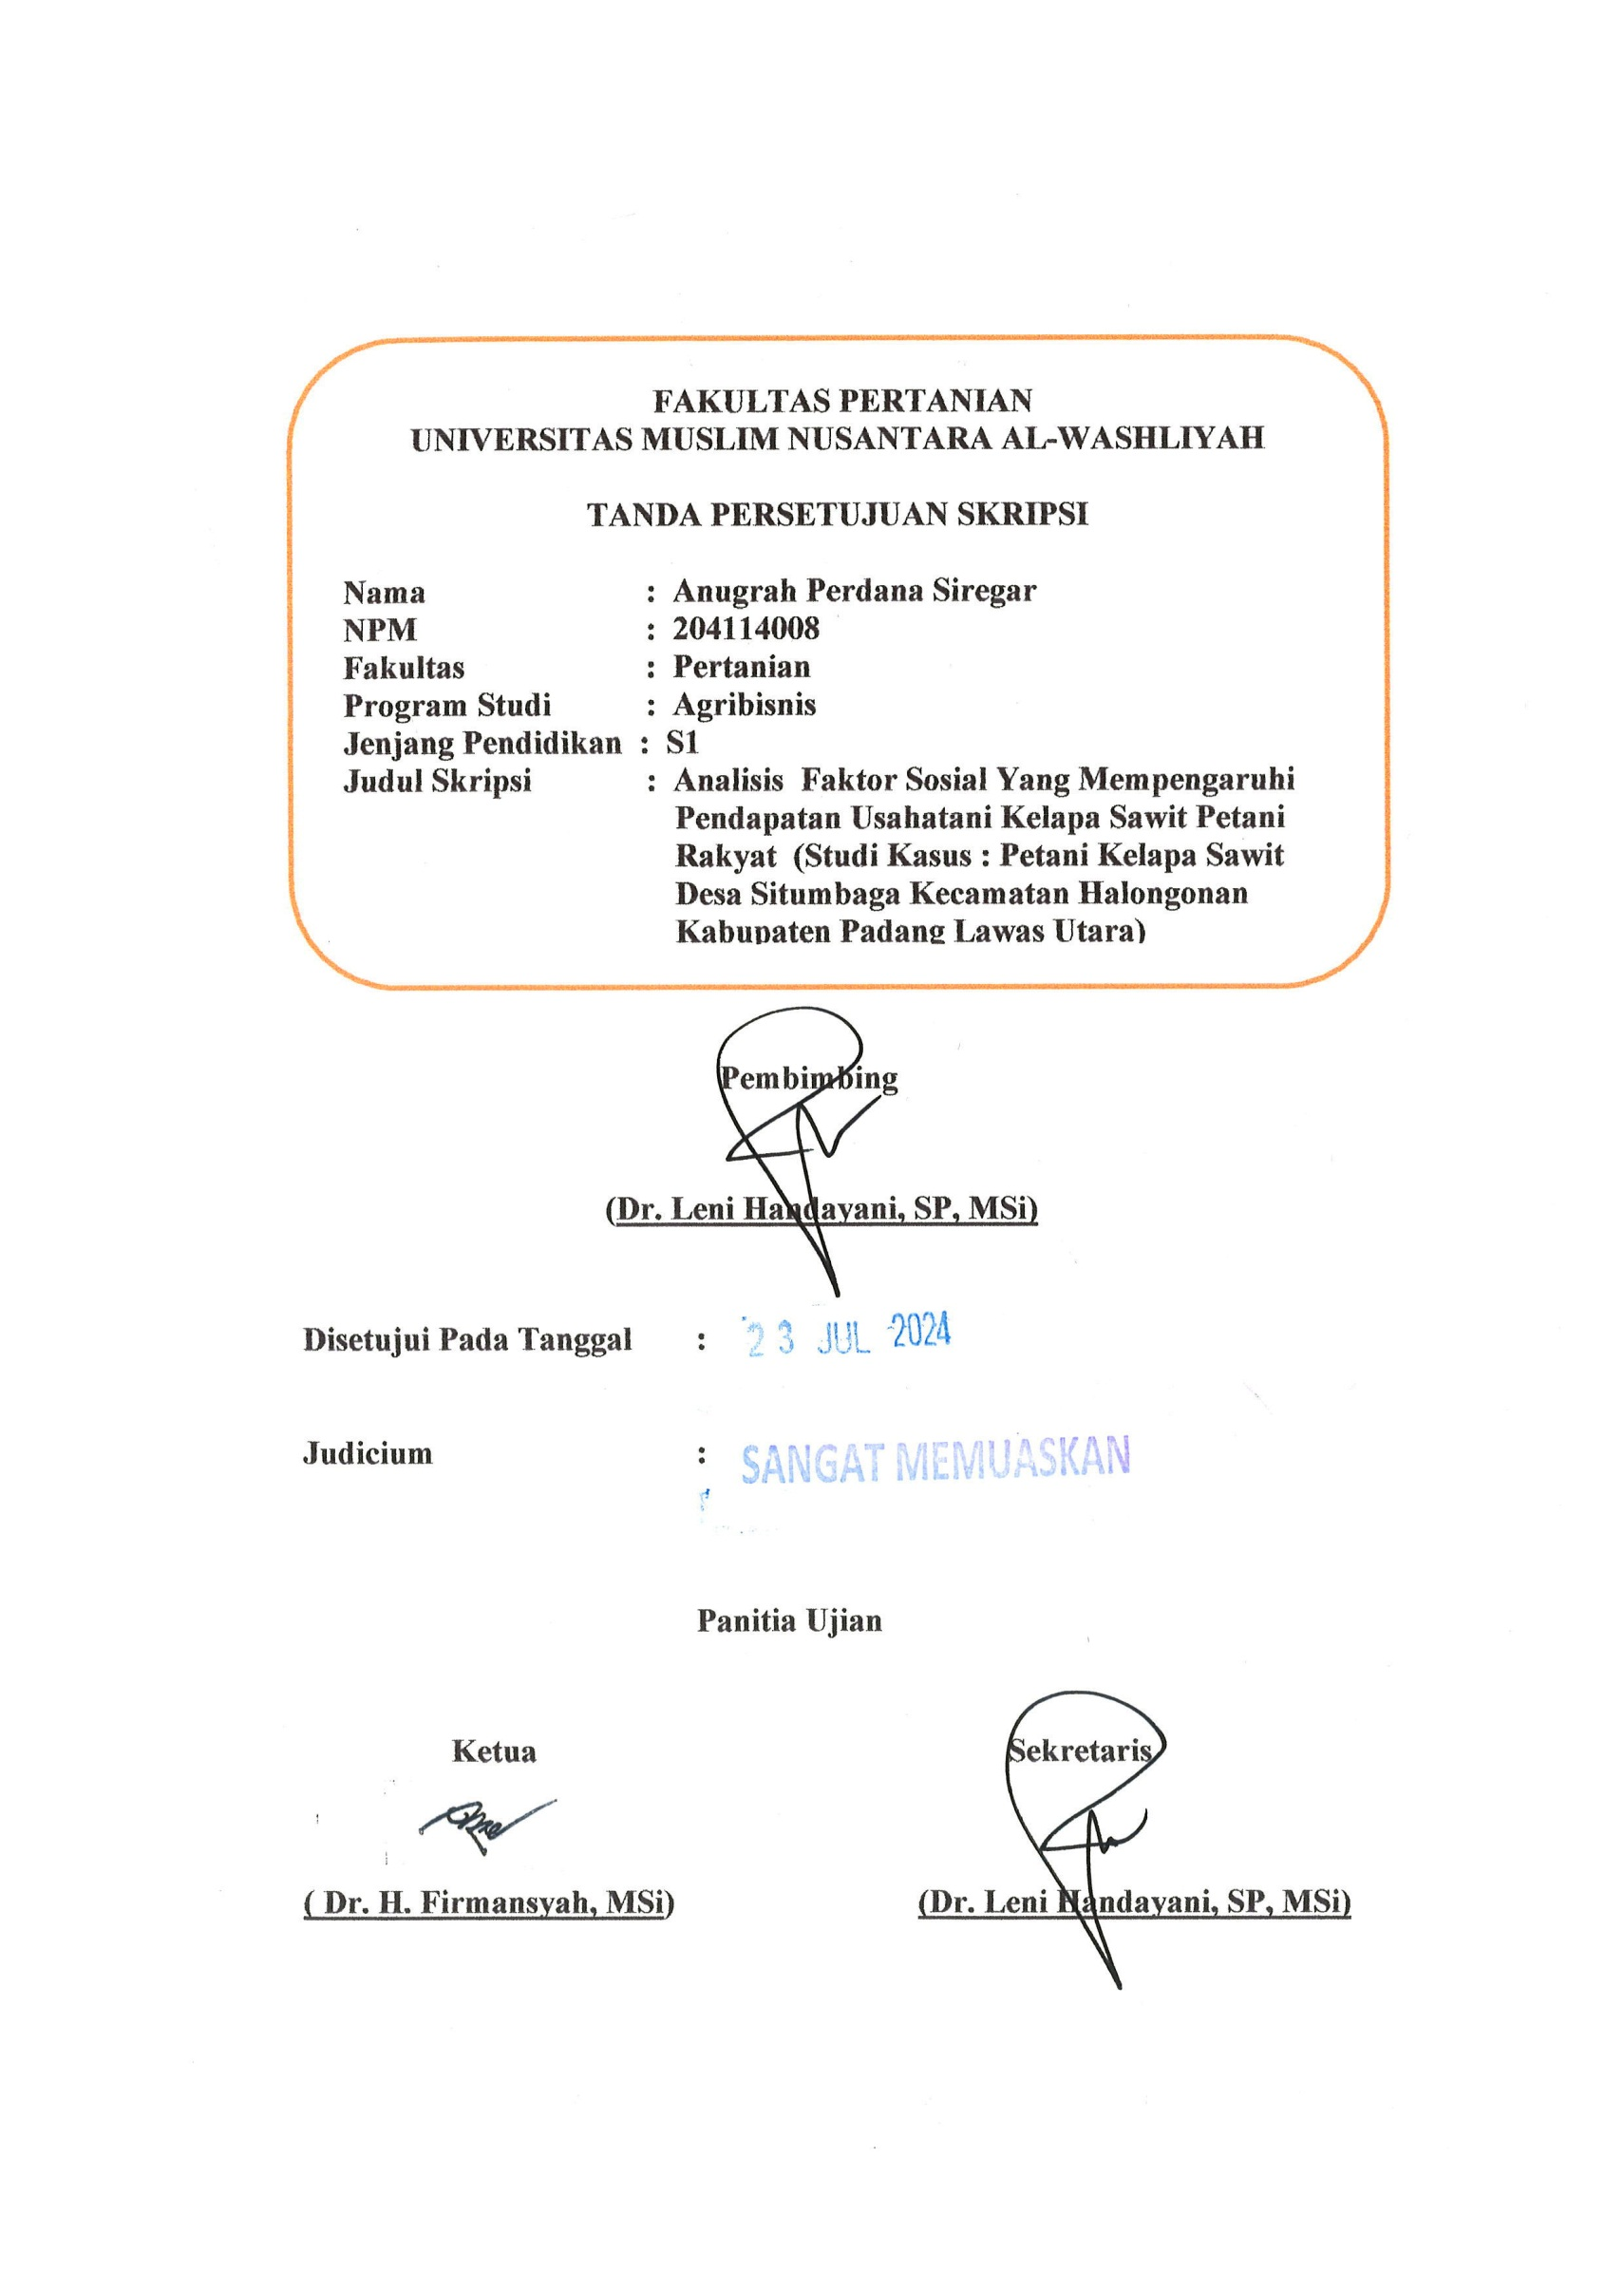 FAKULTAS PERTANIAN
UNIVERSITAS MUSLIM NUSANTARA AL-WASHLIYAH
TANDA PERSETUJUAN SKRIPSI
Nama : Anugrah Perdana Siregar
NPM : 204114008
Fakultas : Pertanian
Program Studi : Agribisnis
Jenjang Pendidikan : S1
Judul Skripsi : Analisis Faktor Sosial Yang Mempengaruhi
Pendapatan Usahatani Kelapa Sawit Petani
Rakyat (Studi Kasus : Petani Kelapa Sawit
Desa Situmbaga Kecamatan Halongonan
Kabupaten Padang Lawas Utara)
Pembimbing
(Dr. Leni Handayani, SP, MSi)
Disetujui Pada Tanggal : 23 JUL 2024
Judicium : SANGAT MEMUASKAN
Panitia Ujian
Ketua Sekretaris
( Dr. H. Firmansyah, MSi) (Dr. Leni Handayani, SP, MSi)